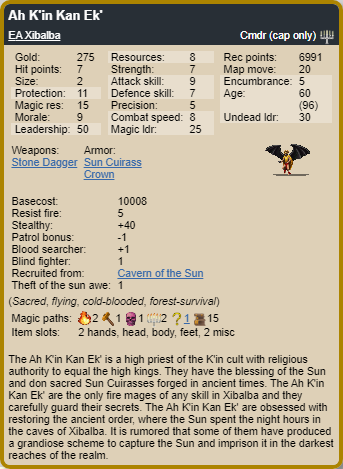 Ah K'in Kan Ek'
EA Xibalba Cmdr (cap only)
Gold: 275 Resources: 8 Rec points: 6991
Hit points: 7 Strength: 7 Map move: 20
Size: 2 Attack skill: 9 Encumbrance: 5
Protection: 11 Defence skill: 7 Age: 60
Magic res: 15 Precision: 5 (96)
Morale: 9 Combat speed: 8 Undead ldr: 30
Leadership: 50 Magic ldr: 25
Weapons: Armor:
Stone Dagger Sun Cuirass
Crown
Basecost: 10008
Resist fire: 5
Stealthy: +40
Patrol bonus: -1
Blood searcher: +1
Blind fighter: 1
Recruited from: Cavern of the Sun
Theft of the sun awe: 1
(Sacred, flying, cold-blooded, forest-survival)
Magic paths: 2 1 1 2 ? 1 15
Item slots: 2 hands, head, body, feet, 2 misc
The Ah K'in Kan Ek' is a high priest of the K'in cult with religious
authority to equal the high kings. They have the blessing of the Sun
and don sacred Sun Cuirasses forged in ancient times. The Ah K'in
Kan Ek' are the only fire mages of any skill in Xibalba and they
carefully guard their secrets. The Ah K'in Kan Ek' are obsessed with
restoring the ancient order, where the Sun spent the night hours in
the caves of Xibalba. It is rumored that some of them have produced
a grandiose scheme to capture the Sun and imprison it in the darkest
reaches of the realm.